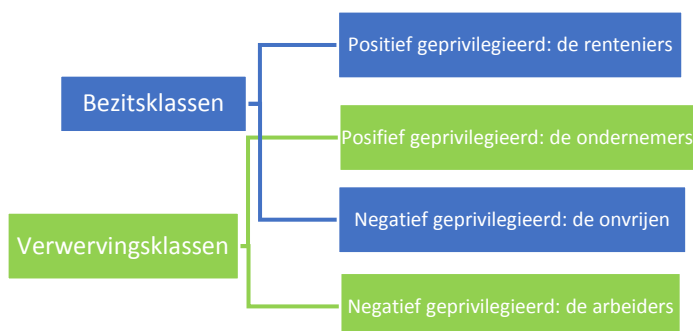 Positief geprivilegieerd: de renteniers
Bezitsklassen
Posifief geprivilegieerd: de ondernemers
Negatief geprivilegieerd: de onvrijen
Verwervingsklassen
Negatief geprivilegieerd: de arbeiders